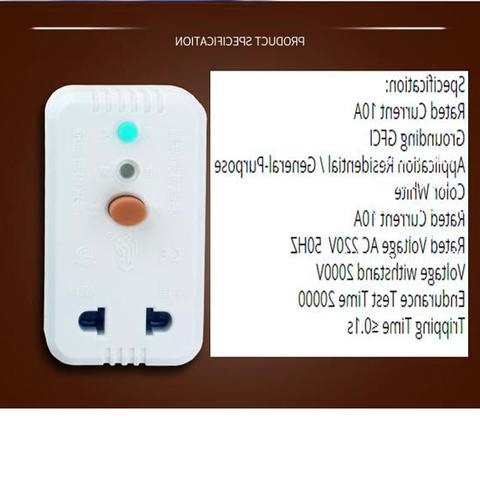 PRODUCT SPECIFICATION
Specification:
Rated Current 10A
Grounding GFCI
Application Residential / General-Purpose
Color White
Rated Current 10A
Rated Voltage AC 220V 50HZ
Voltage withstand 2000V
Endurance Test Time 20000
Tripping Time ≤ 0.1s